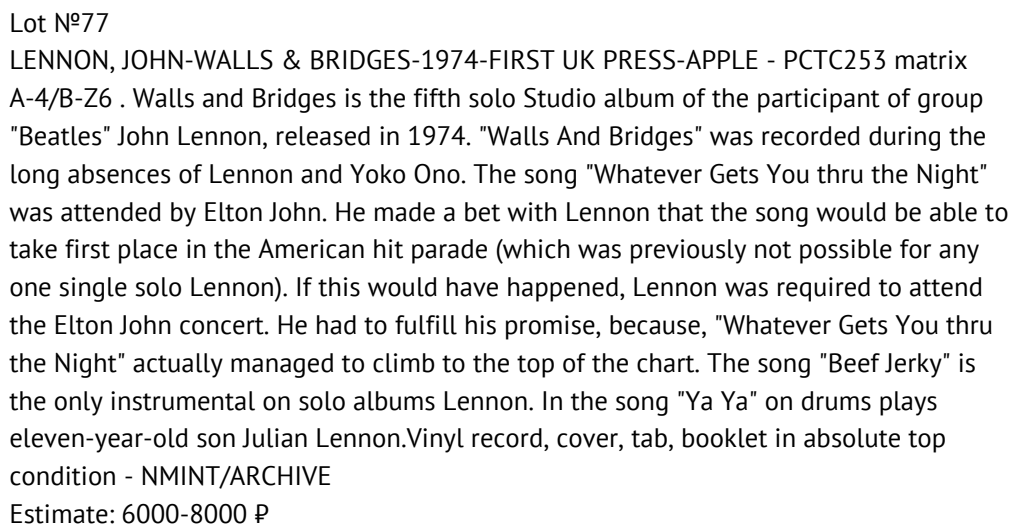 Lot №77
LENNON, JOHN-WALLS & BRIDGES-1974-FIRST UK PRESS-APPLE - PCTC253 matrix
A-4/B-Z6 . Walls and Bridges is the fifth solo Studio album of the participant of group
"Beatles" John Lennon, released in 1974. "Walls And Bridges" was recorded during the
long absences of Lennon and Yoko Ono. The song "Whatever Gets You thru the Night"
was attended by Elton John. He made a bet with Lennon that the song would be able to
take first place in the American hit parade (which was previously not possible for any
one single solo Lennon). If this would have happened, Lennon was required to attend
the Elton John concert. He had to fulfill his promise, because, "Whatever Gets You thru
the Night" actually managed to climb to the top of the chart. The song "Beef Jerky" is
the only instrumental on solo albums Lennon. In the song "Ya Ya" on drums plays
eleven-year-old son Julian Lennon.Vinyl record, cover, tab, booklet in absolute top
condition - NMINT/ARCHIVE
Estimate: 6000-8000 ₽